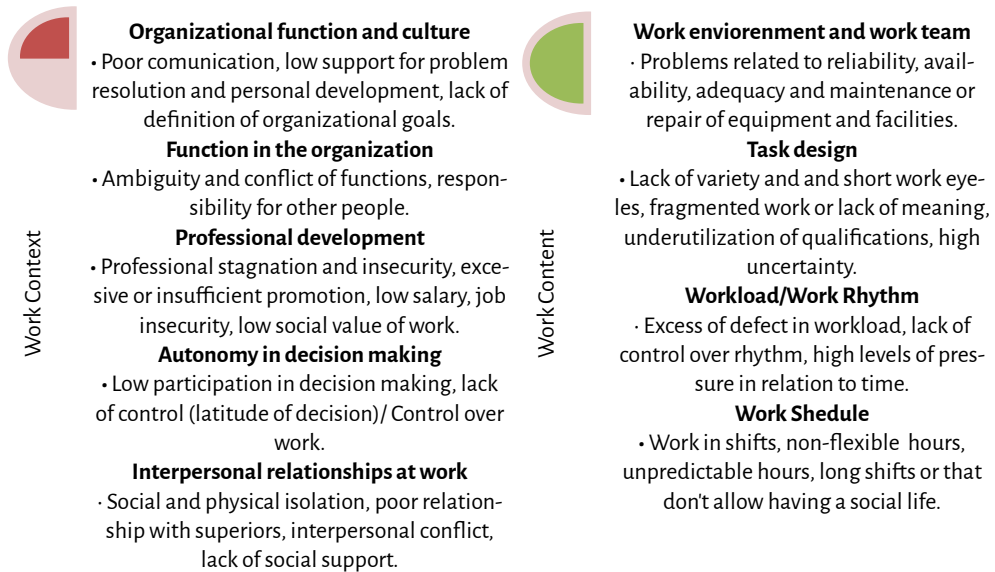 Work Context
Organizational function and culture
• Poor comunication, low support for problem
resolution and personal development, lack of
definition of organizational goals.
Function in the organization
• Ambiguity and conflict of functions, respon-
sibility for other people.
Professional development
• Professional stagnation and insecurity, exce-
sive or insufficient promotion, low salary, job
insecurity, low social value of work.
Autonomy in decision making
• Low participation in decision making, lack
of control (latitude of decision)/ Control over
work.
Interpersonal relationships at work
· Social and physical isolation, poor relation-
ship with superiors, interpersonal conflict,
lack of social support.
Work Content
Work enviorenment and work team
· Problems related to reliability, avail-
ability, adequacy and maintenance or
repair of equipment and facilities.
Task design
• Lack of variety and and short work eye-
les, fragmented work or lack of meaning,
underutilization of qualifications, high
uncertainty.
Workload/Work Rhythm
· Excess of defect in workload, lack of
control over rhythm, high levels of pres-
sure in relation to time.
Work Shedule
• Work in shifts, non-flexible hours,
unpredictable hours, long shifts or that
don't allow having a social life.